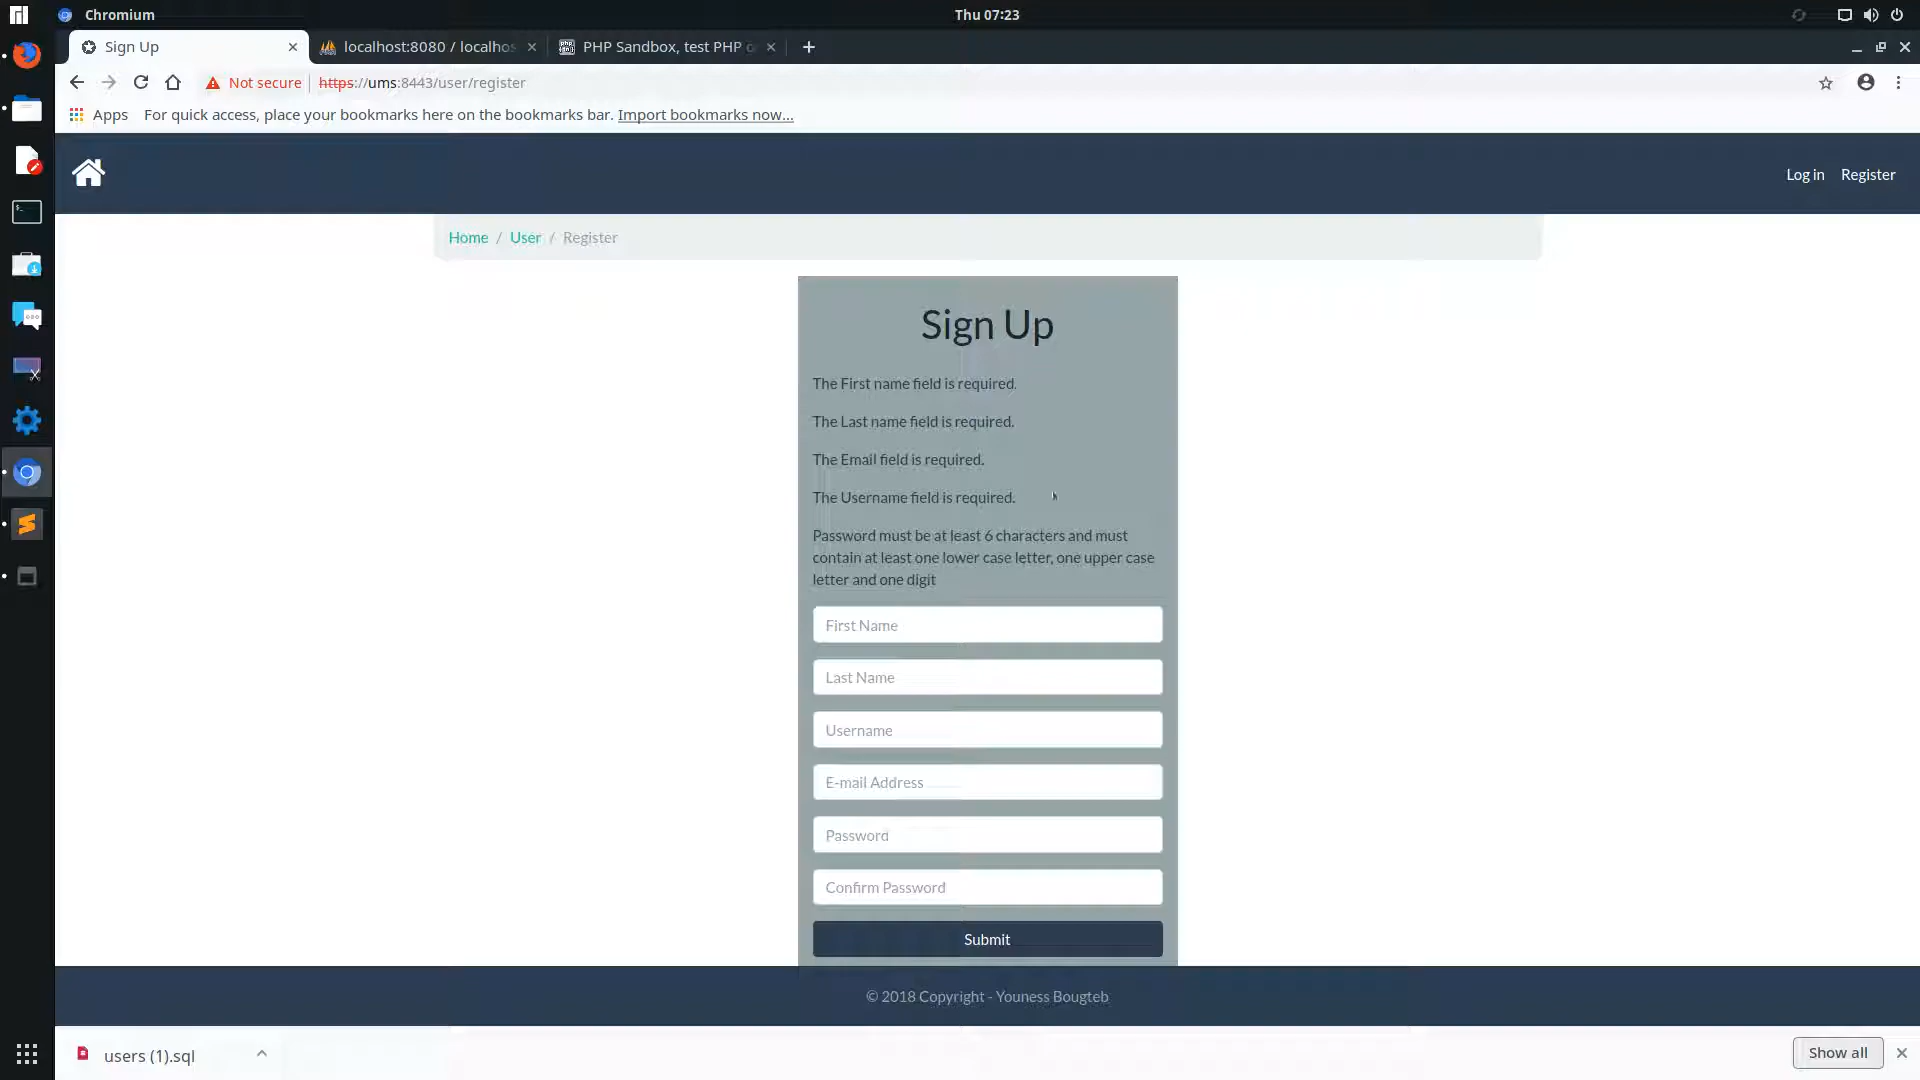 Chromium
Thu 07:23
Sign Up
localhost:8080 / localhos
PHP Sandbox, test PHP o
Not secure
https://ums:8443/user/register
Apps
For quick access, place your bookmarks here on the bookmarks bar. Import bookmarks now...
Log in
Register
Home / User / Register
Sign Up
The First name field is required.
The Last name field is required.
The Email field is required.
The Username field is required.
Password must be at least 6 characters and must
contain at least one lower case letter, one upper case
letter and one digit
First Name
Last Name
Username
E-mail Address
Password
Confirm Password
Submit
© 2018 Copyright - Youness Bougteb
users (1).sql
Show all